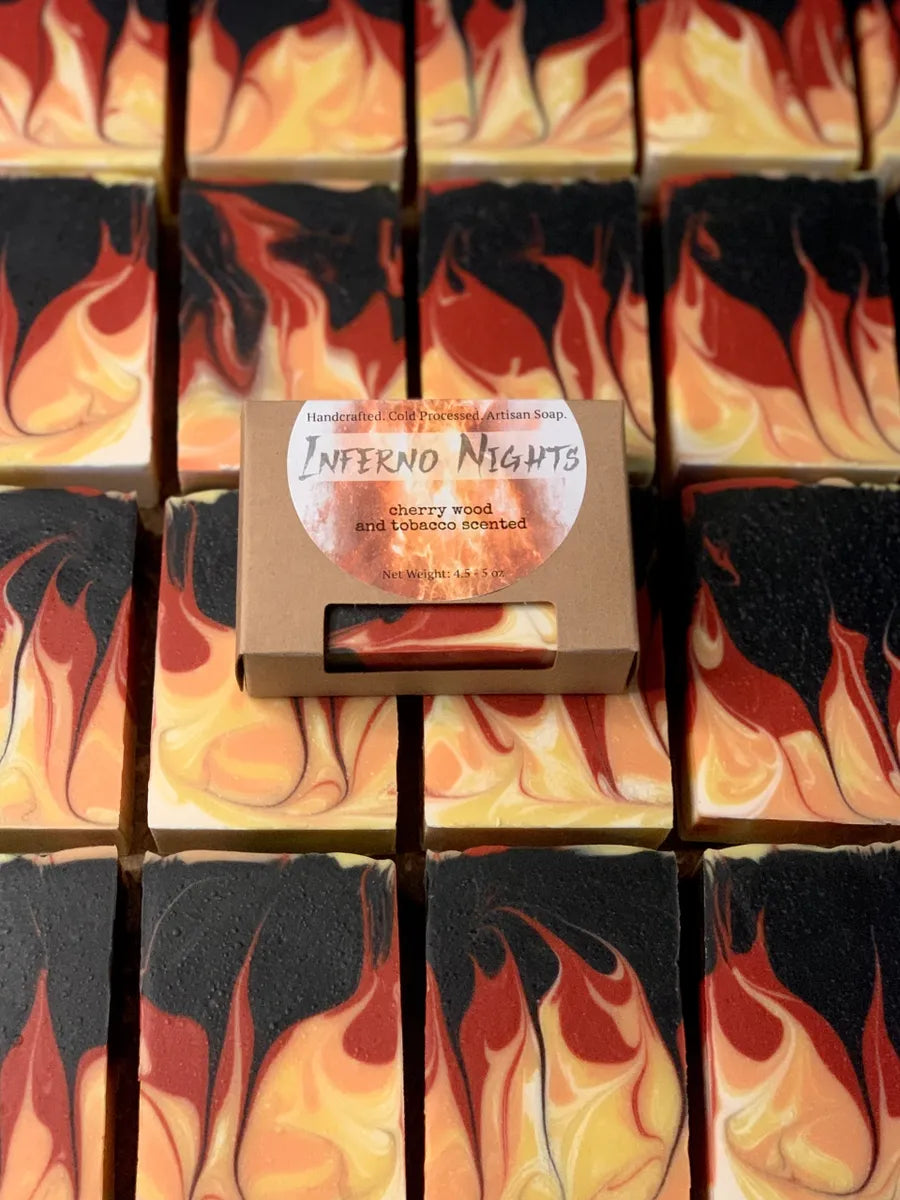 Handcrafted. Cold Processed. Artisan Soap.
Inferno Nights
cherry wood
and tobacco scented
Net Weight: 4.5 - 5 oz